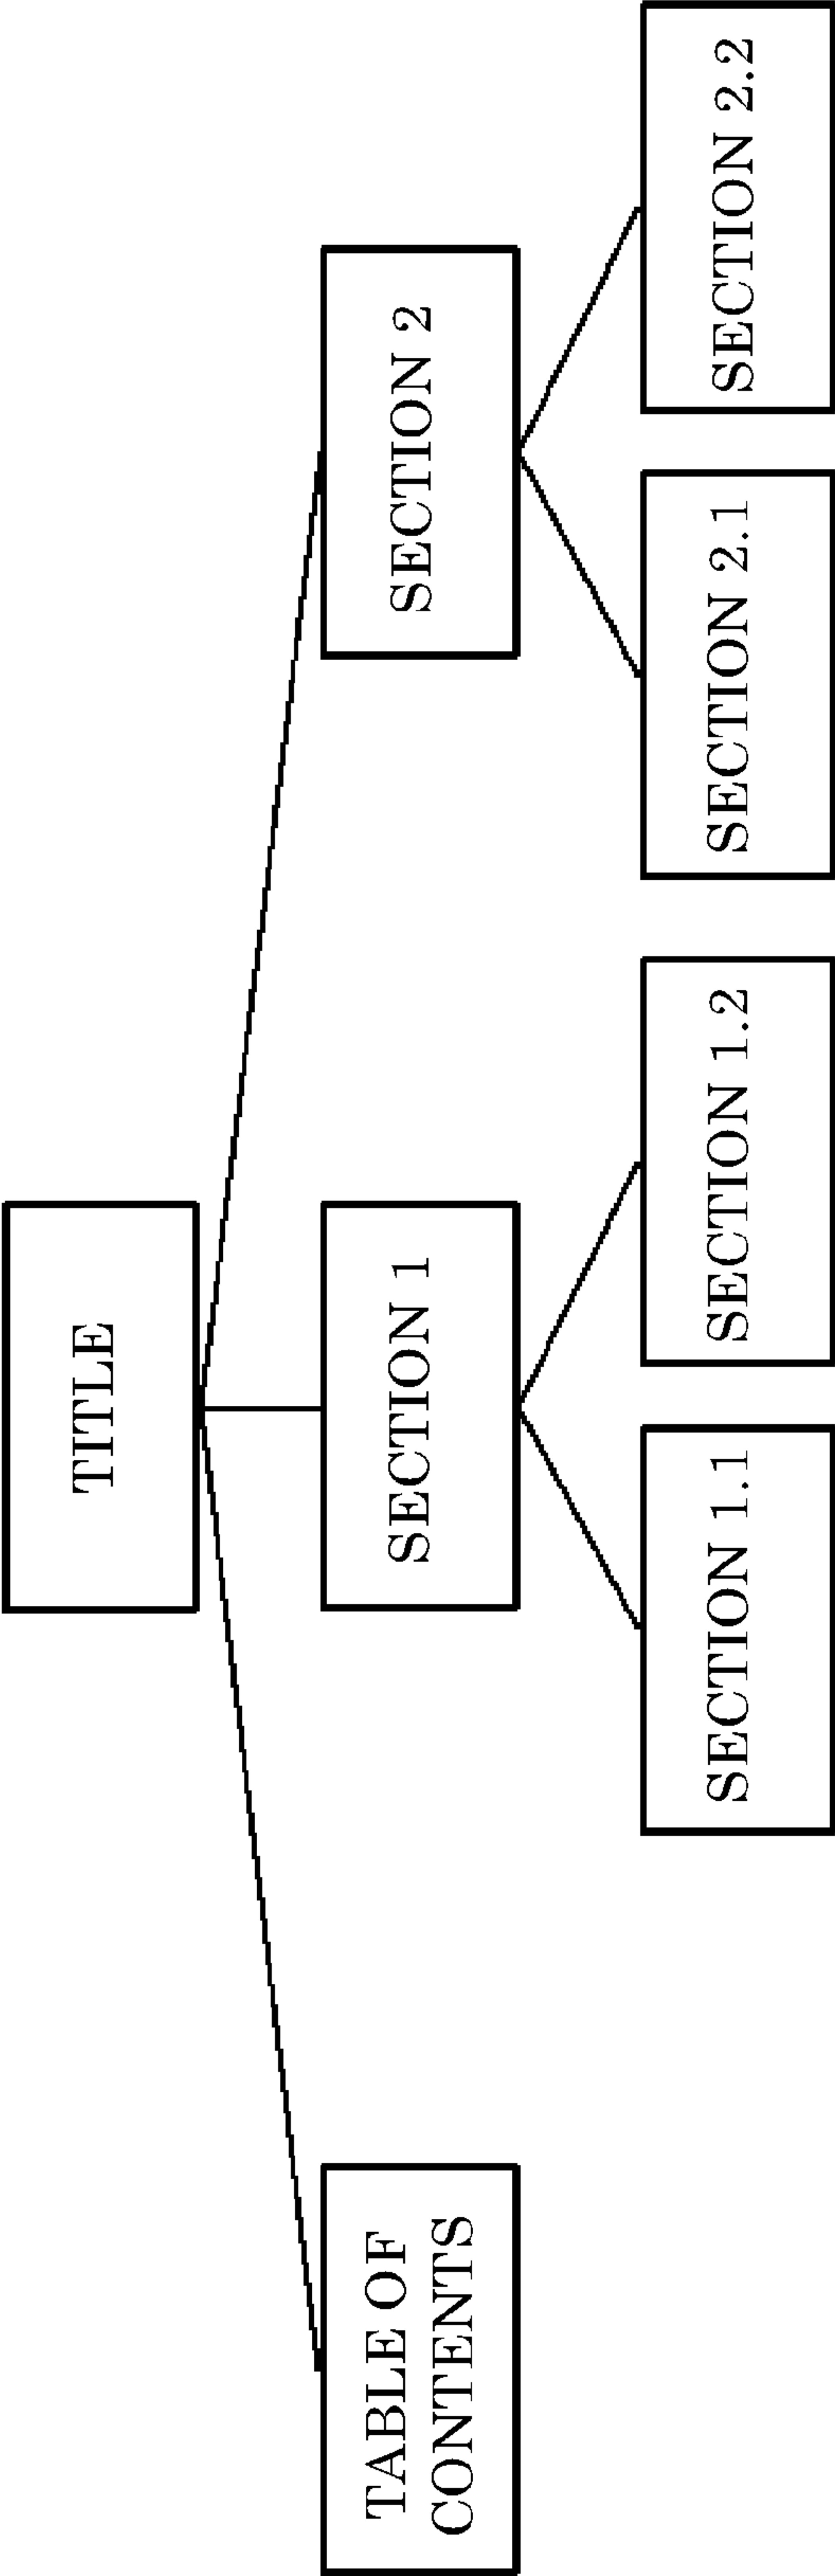 TITLE
TABLE OF
CONTENTS
SECTION 1
SECTION 2
SECTION 1.1
SECTION 1.2
SECTION 2.1
SECTION 2.2